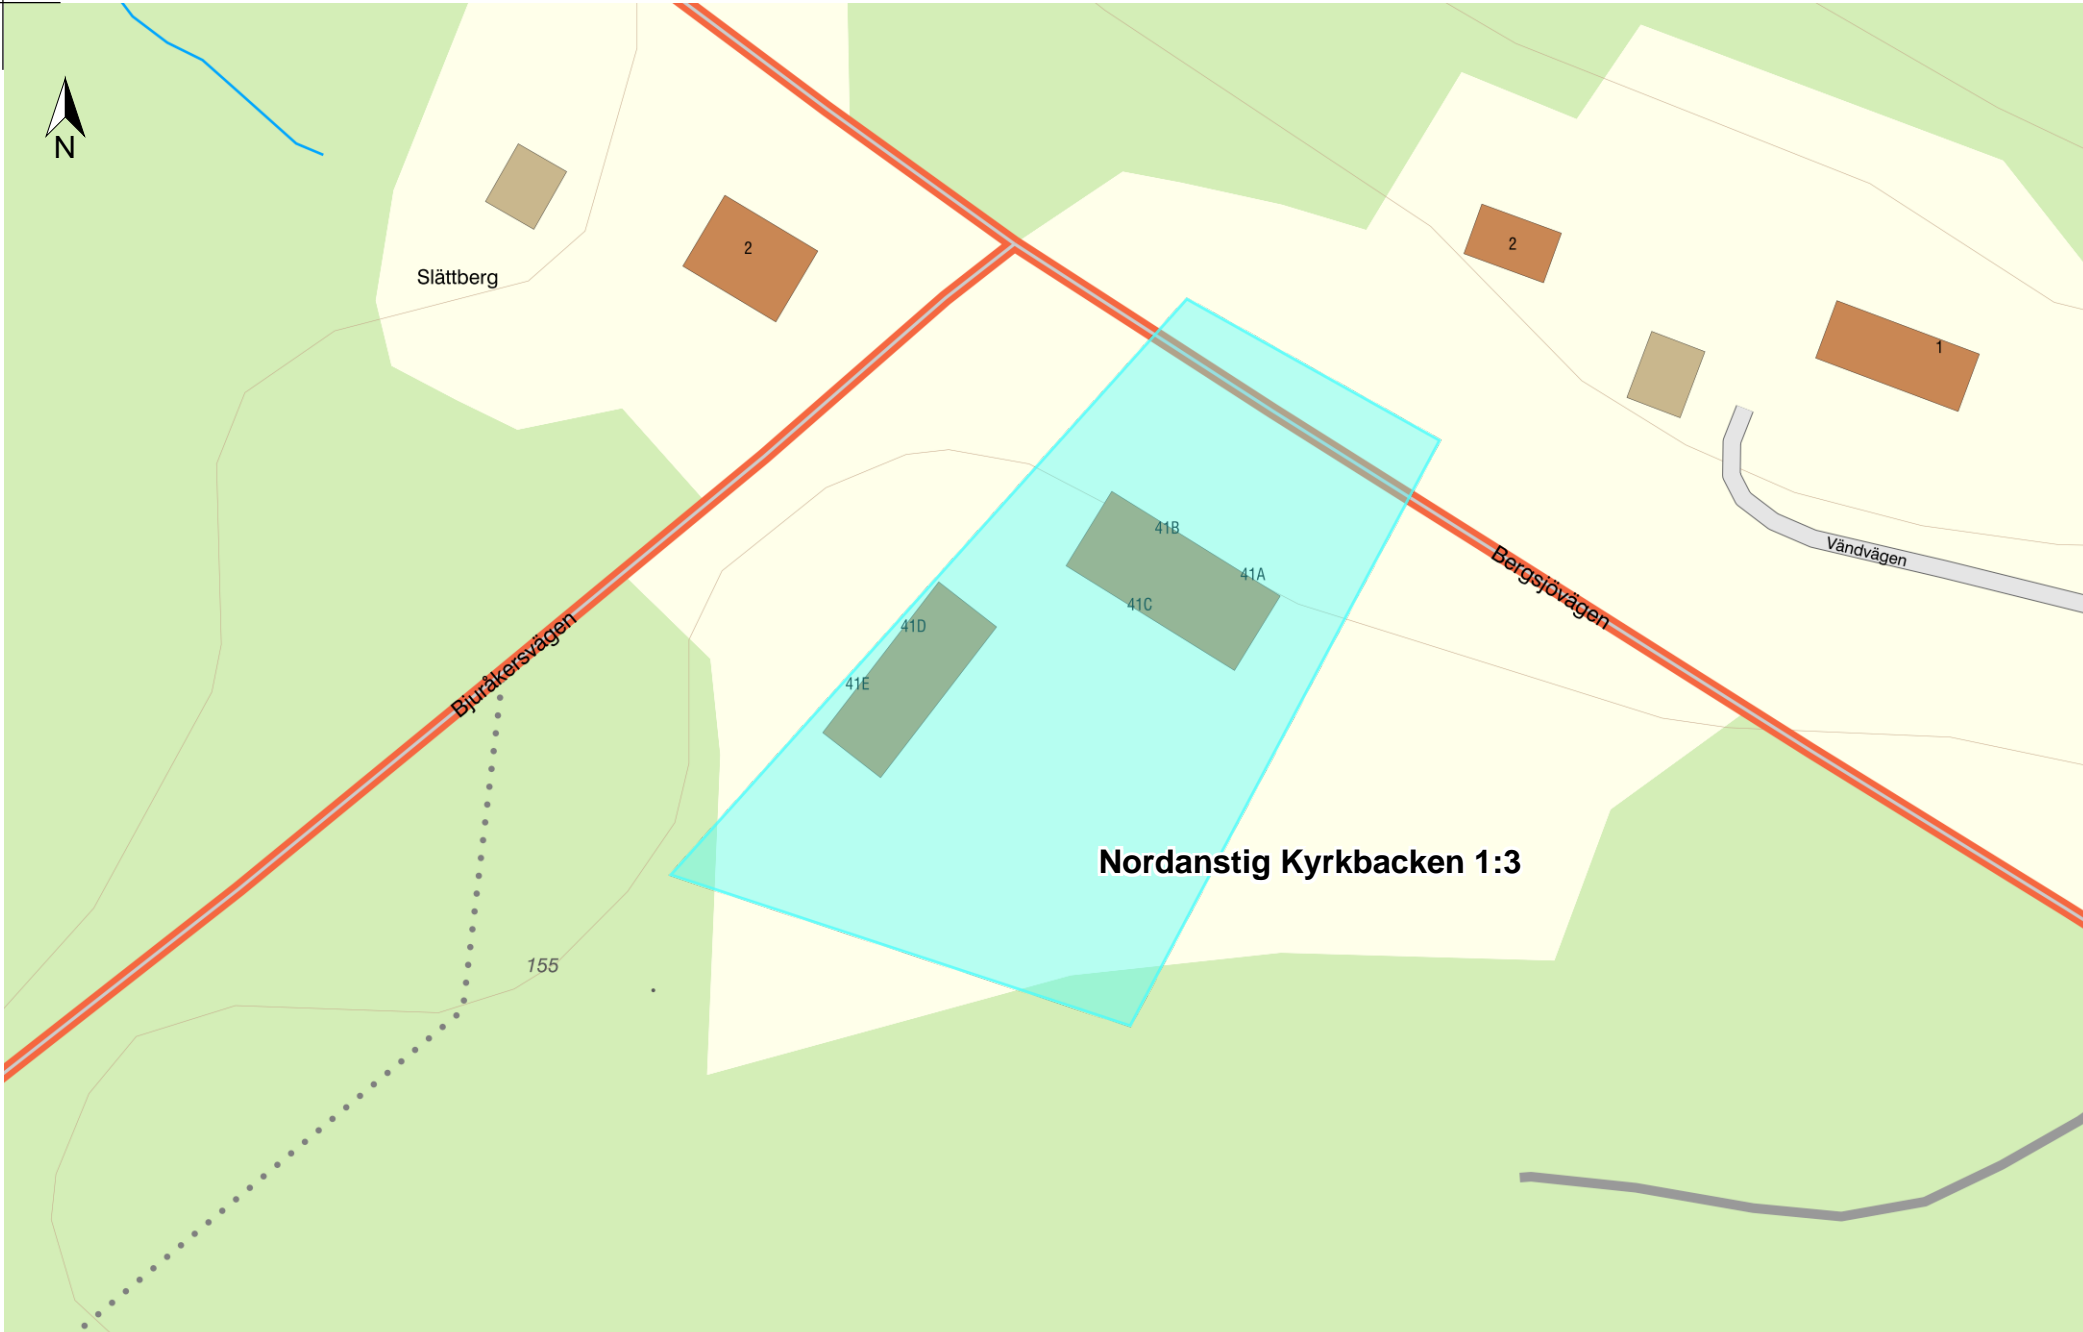 N
2
Slättberg
2
1
Vändvägen
Bergsjövägen
41B
41A
41C
41D
41E
Bjuråkersvägen
Nordanstig Kyrkbacken 1:3
155